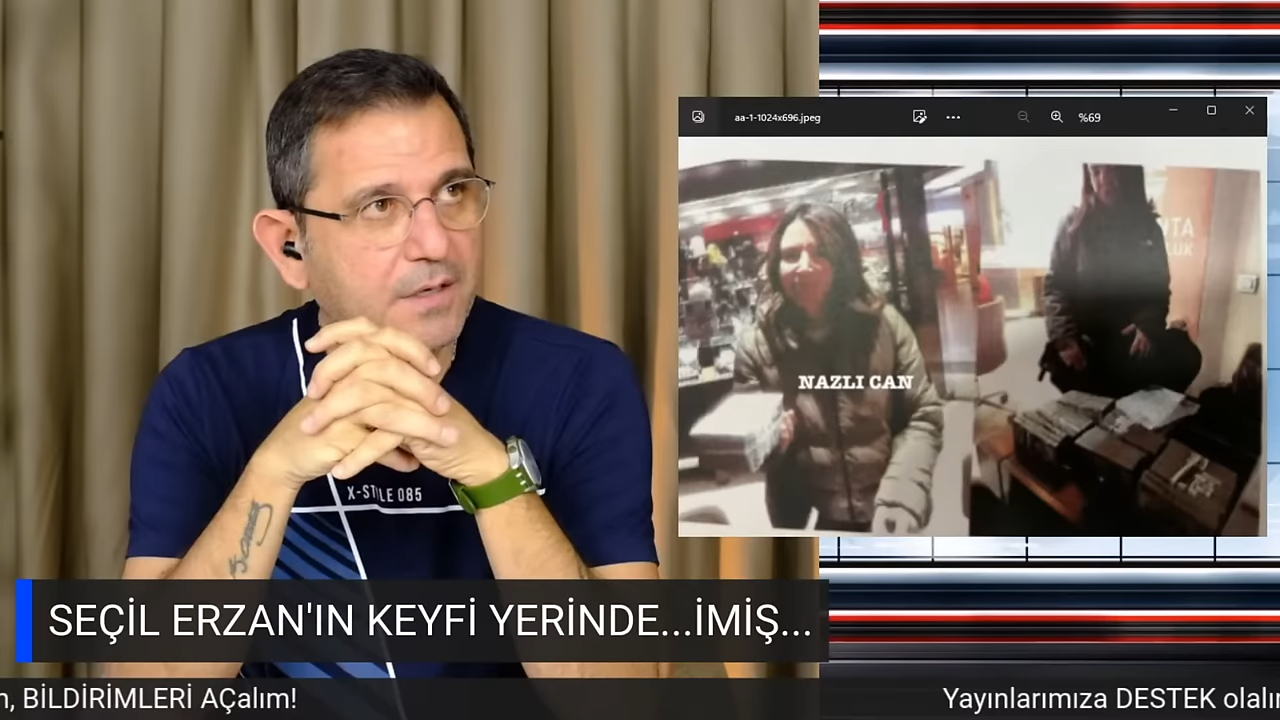 aa-1-1024x696.jpeg
%69
NAZLI CAN
X-STYLE 085
SEÇİL ERZAN'IN KEYFİ YERİNDE...İMİŞ...
, BİLDİRİMLERİ AÇalım!
Yayınlarımıza DESTEK